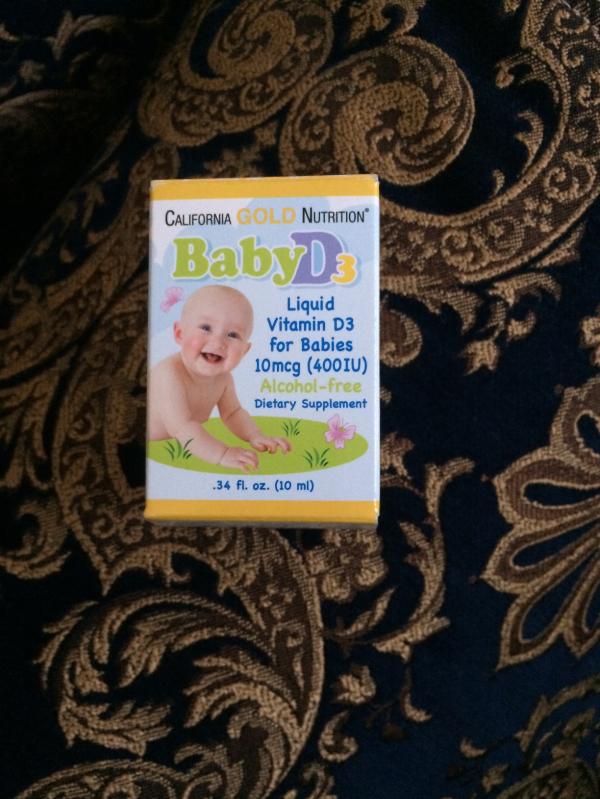 CALIFORNIA GOLD NUTRITION®
BabyD3
Liquid
Vitamin D3
for Babies
10mcg (400IU)
Alcohol-free
Dietary Supplement
.34 fl. oz. (10 ml)